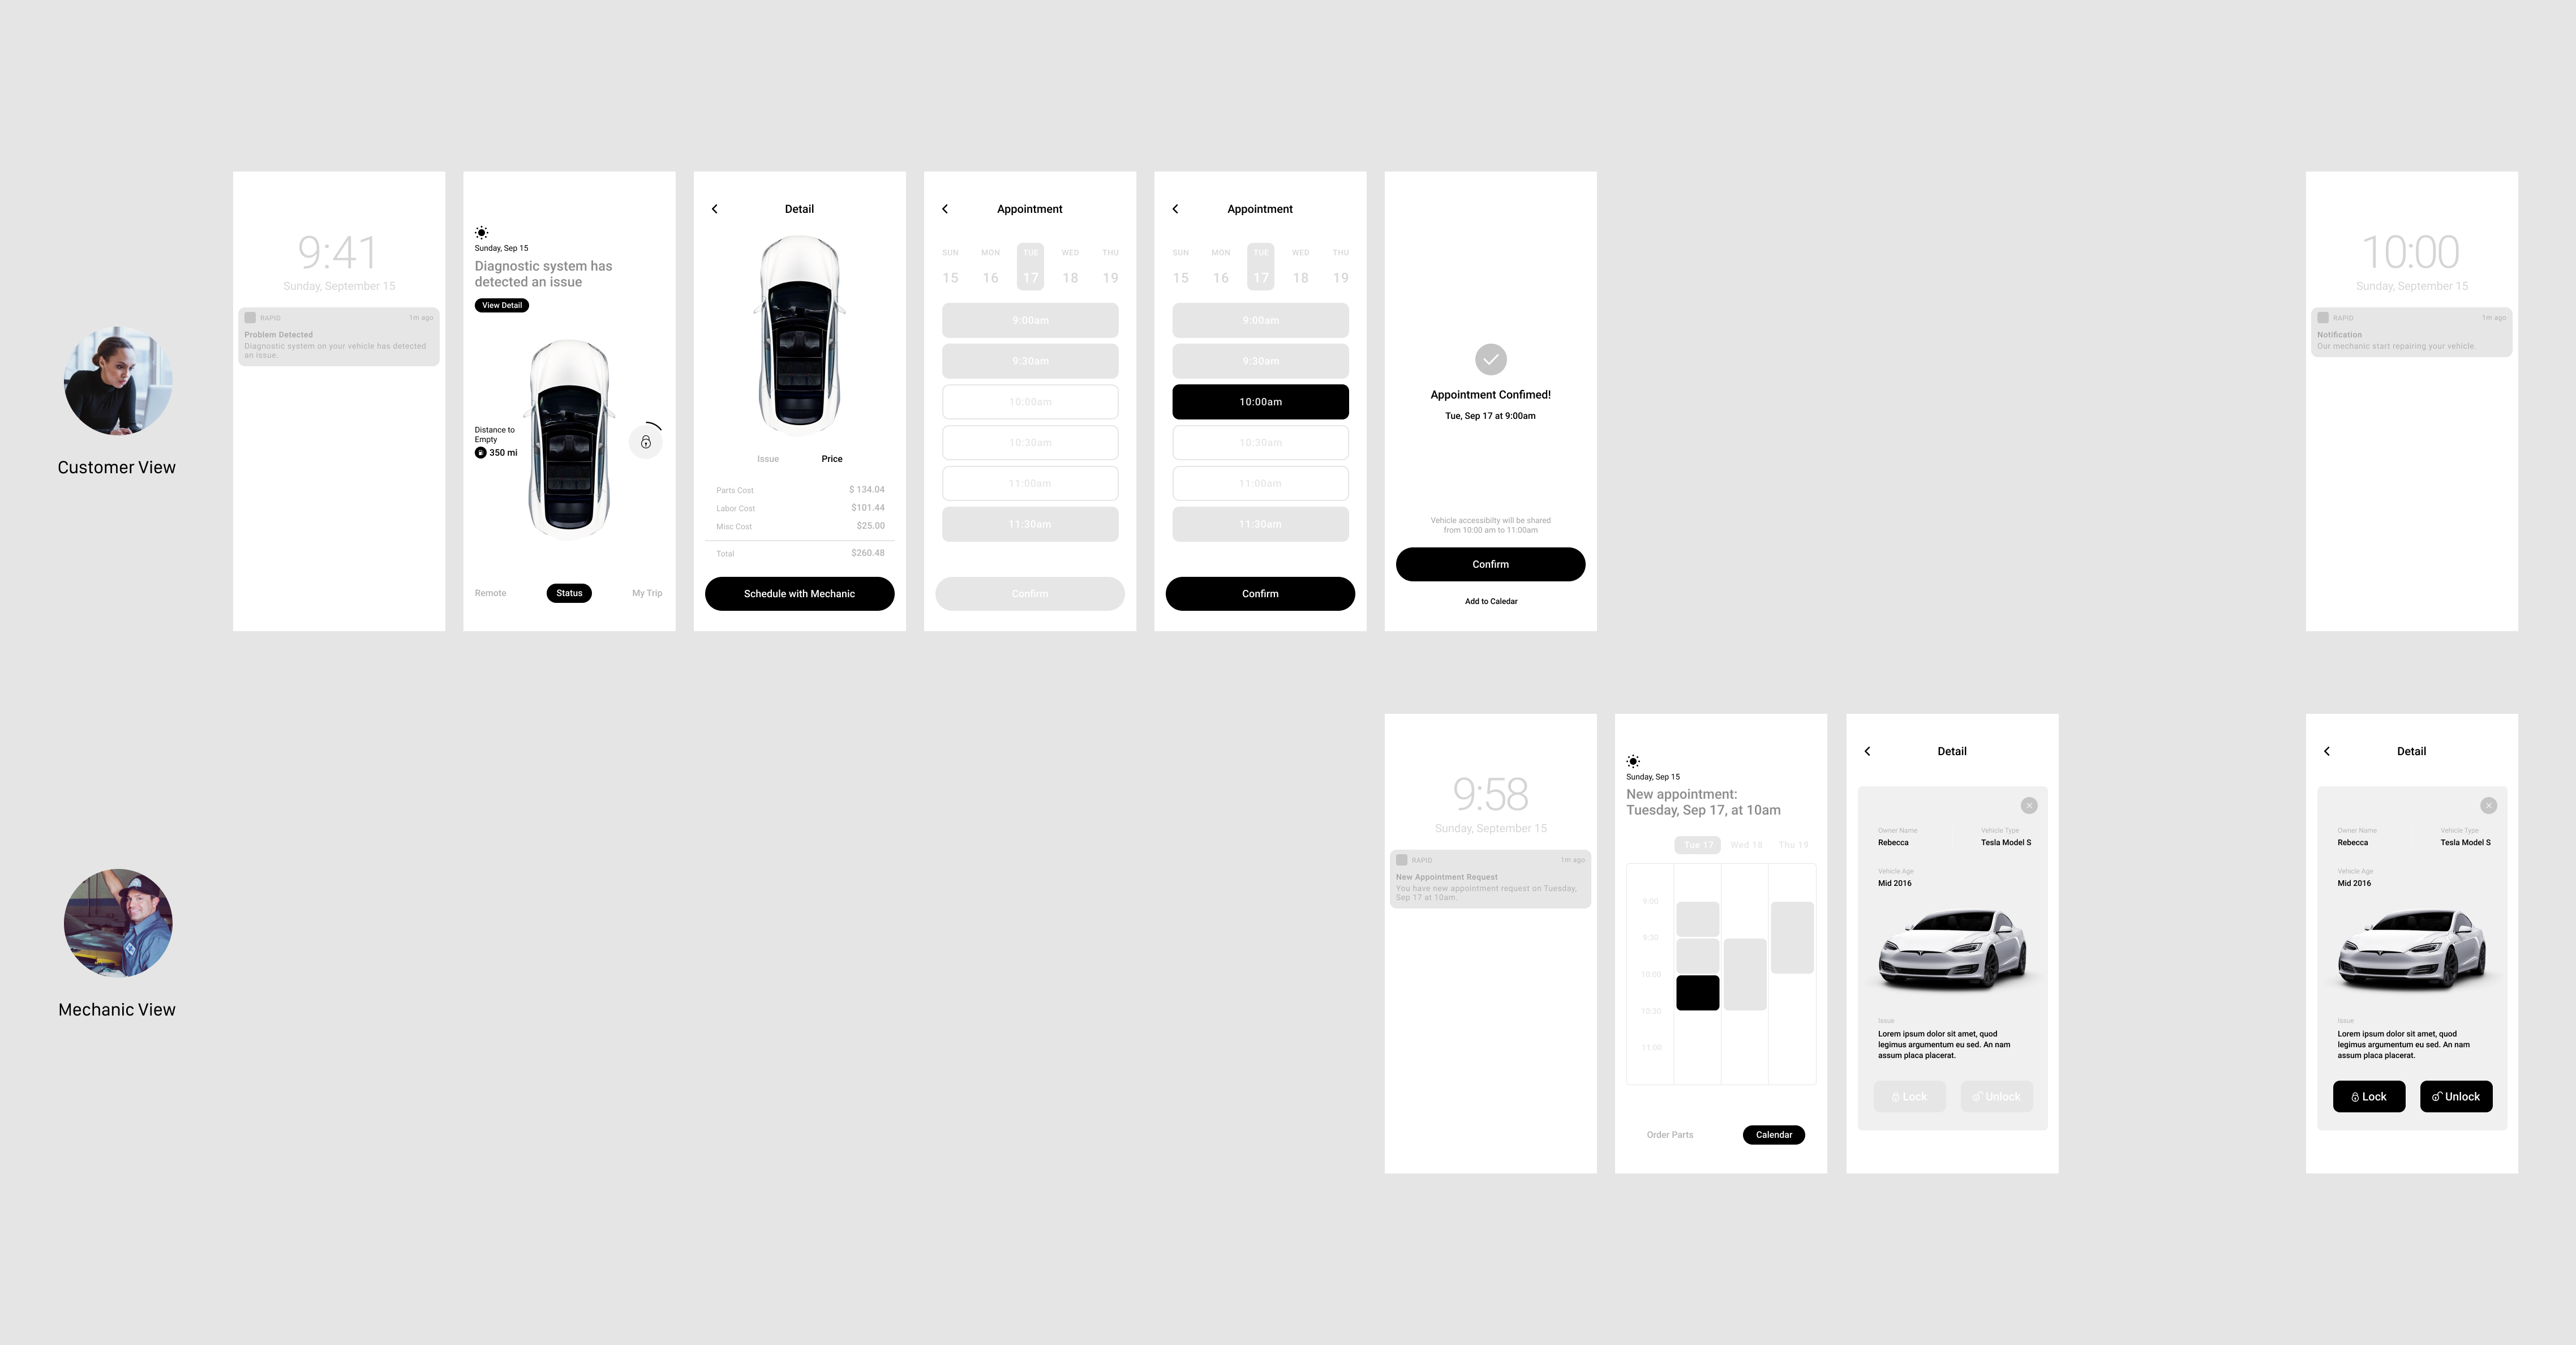 Customer View
9:41
Sunday, September 15
RAPID 1m ago
Problem Detected
Diagnostic system on your vehicle has detected
an issue.
Sunday, Sep 15
Diagnostic system has
detected an issue
View Detail
Distance to
Empty
350 mi
Remote Status My Trip
Detail
Issue Price
Parts Cost $ 134.04
Labor Cost $101.44
Misc Cost $25.00
Total $260.48
Schedule with Mechanic
Appointment
SUN MON TUE WED THU
15 16 17 18 19
9:00am
9:30am
10:00am
10:30am
11:00am
11:30am
Confirm
Appointment
SUN MON TUE WED THU
15 16 17 18 19
9:00am
9:30am
10:00am
10:30am
11:00am
11:30am
Confirm
Appointment Confimed!
Tue, Sep 17 at 9:00am
Vehicle accessibilty will be shared
from 10:00 am to 11:00am
Confirm
Add to Caledar
10:00
Sunday, September 15
RAPID 1m ago
Notification
Our mechanic start repairing your vehicle.
Mechanic View
9:58
Sunday, September 15
RAPID 1m ago
New Appointment Request
You have new appointment request on Tuesday,
Sep 17 at 10am.
Sunday, Sep 15
New appointment:
Tuesday, Sep 17, at 10am
Tue 17 Wed 18 Thu 19
9:00
9:30
10:00
10:30
11:00
Order Parts Calendar
Detail
Owner Name Vehicle Type
Rebecca Tesla Model S
Vehicle Age
Mid 2016
Issue
Lorem ipsum dolor sit amet, quod
legimus argumentum eu sed. An nam
assum placa placerat.
Lock Unlock
Detail
Owner Name Vehicle Type
Rebecca Tesla Model S
Vehicle Age
Mid 2016
Issue
Lorem ipsum dolor sit amet, quod
legimus argumentum eu sed. An nam
assum placa placerat.
Lock Unlock